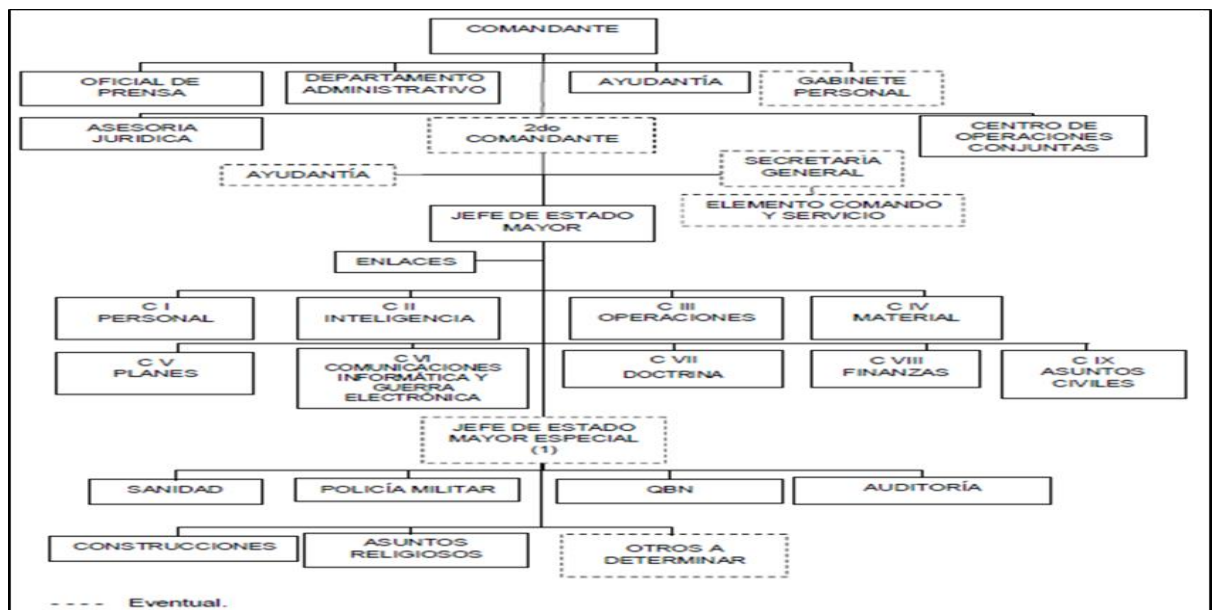 COMANDANTE
OFICIAL DE
PRENSA
DEPARTAMENTO
ADMINISTRATIVO
AYUDANTÍA
GABINETE
PERSONAL
ASESORIA
JURIDICA
2do
COMANDANTE
CENTRO DE
OPERACIONES
CONJUNTAS
AYUDANTÍA
SECRETARÍA
GENERAL
ELEMENTO COMANDO
Y SERVICIO
JEFE DE ESTADO
MAYOR
ENLACES
C I
PERSONAL
C II
INTELIGENCIA
C III
OPERACIONES
C IV
MATERIAL
C V
PLANES
C VI
COMUNICACIONES
INFORMÁTICA Y
GUERRA
ELECTRÓNICA
C VII
DOCTRINA
C VIII
FINANZAS
C IX
ASUNTOS
CIVILES
JEFE DE ESTADO
MAYOR ESPECIAL
(1)
SANIDAD
POLICÍA MILITAR
QBN
AUDITORÍA
CONSTRUCCIONES
ASUNTOS
RELIGIOSOS
OTROS A
DETERMINAR
---- Eventual.